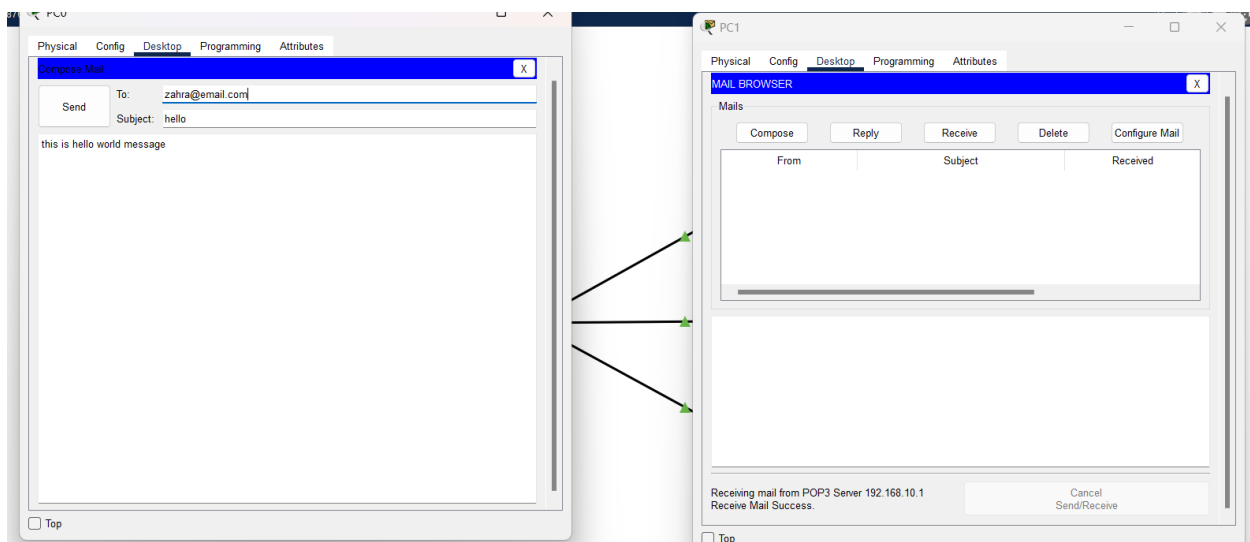 PC0
Physical Config Desktop Programming Attributes
Compose Mail X
Send
To: zahra@email.com
Subject: hello
this is hello world message
Top
PC1
Physical Config Desktop Programming Attributes
MAIL BROWSER X
Mails
Compose Reply Receive Delete Configure Mail
From Subject Received
Receiving mail from POP3 Server 192.168.10.1
Receive Mail Success.
Cancel
Send/Receive
Top